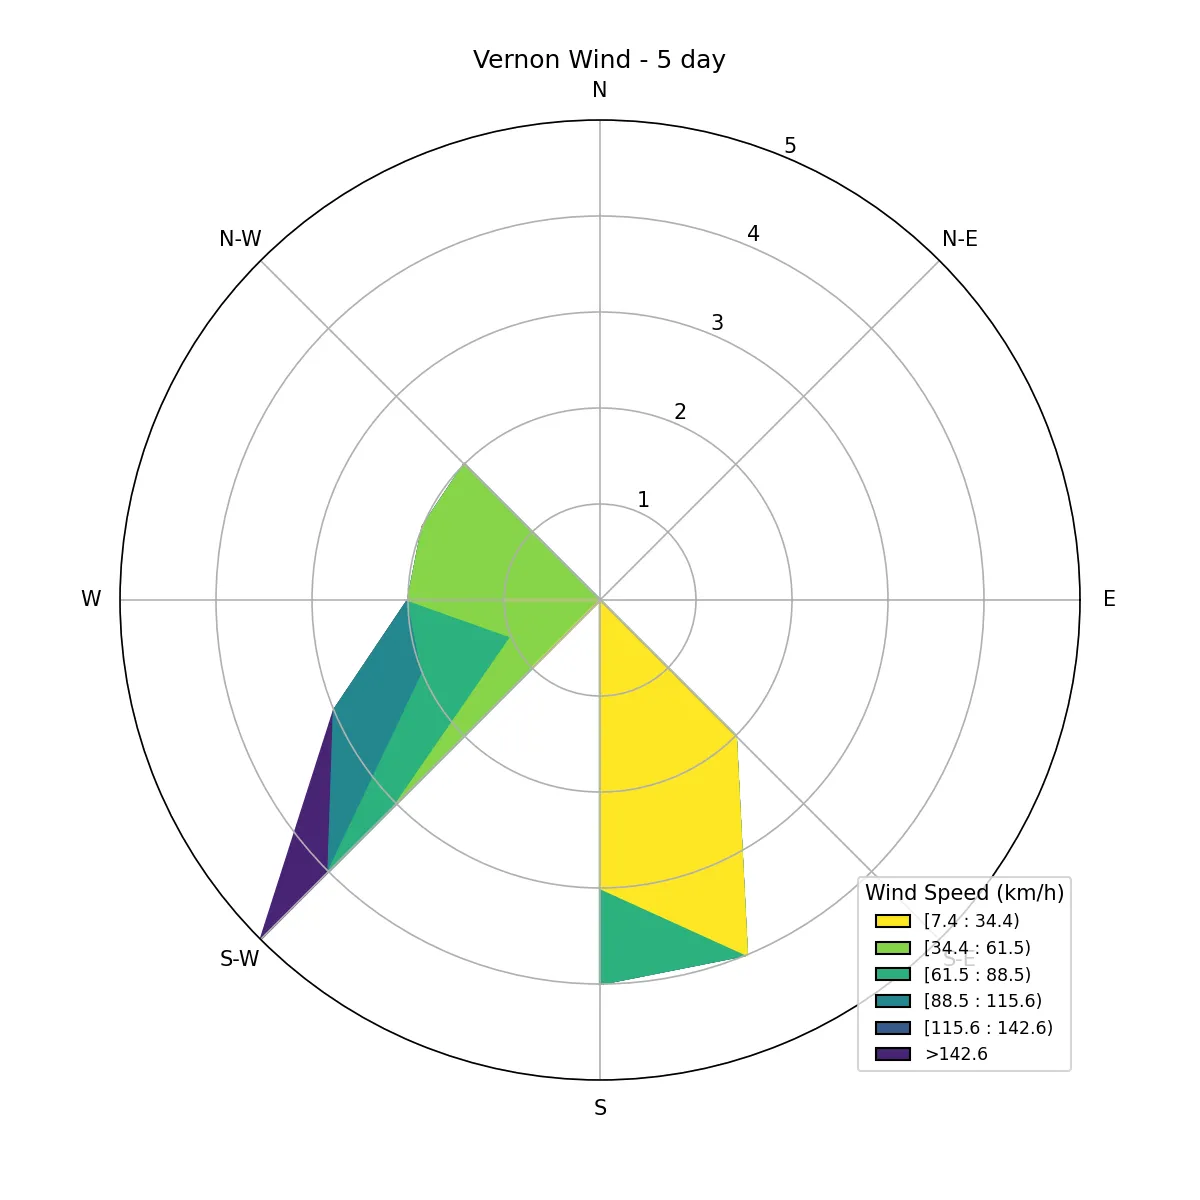 Vernon Wind - 5 day
N
5
N-W
N-E
4
3
2
1
W
E
Wind Speed (km/h)
[7.4 : 34.4)
[34.4 : 61.5)
S-W
S-E
[61.5 : 88.5)
[88.5 : 115.6)
[115.6 : 142.6)
>142.6
S